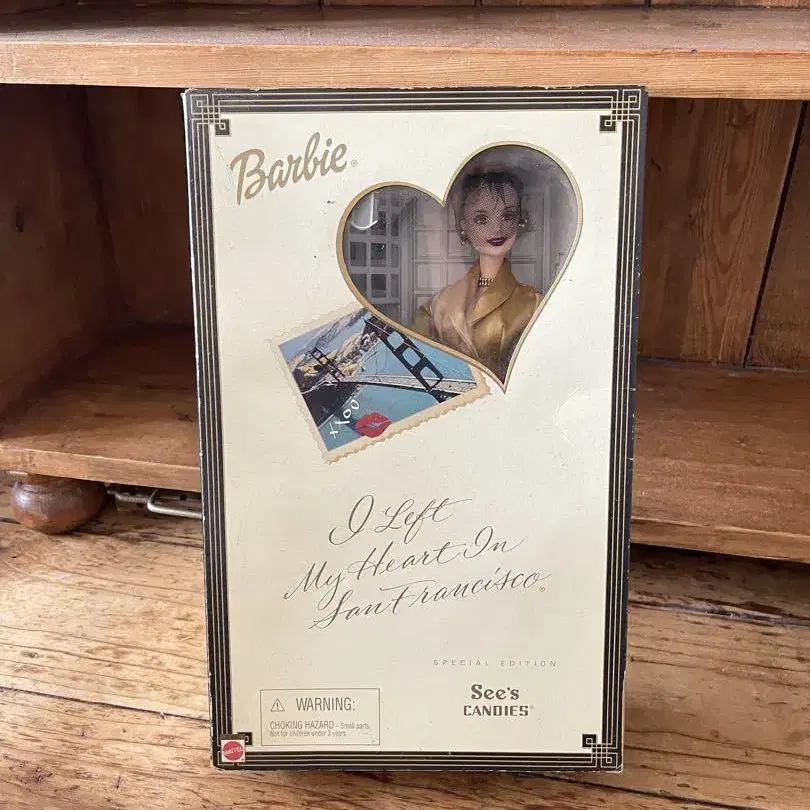 Barbie®
xxoo
I Left
My Heart In
San Francisco®
SPECIAL EDITION
See's
CANDIES®
⚠ WARNING:
CHOKING HAZARD - Small parts.
Not for children under 3 years.
MATTEL